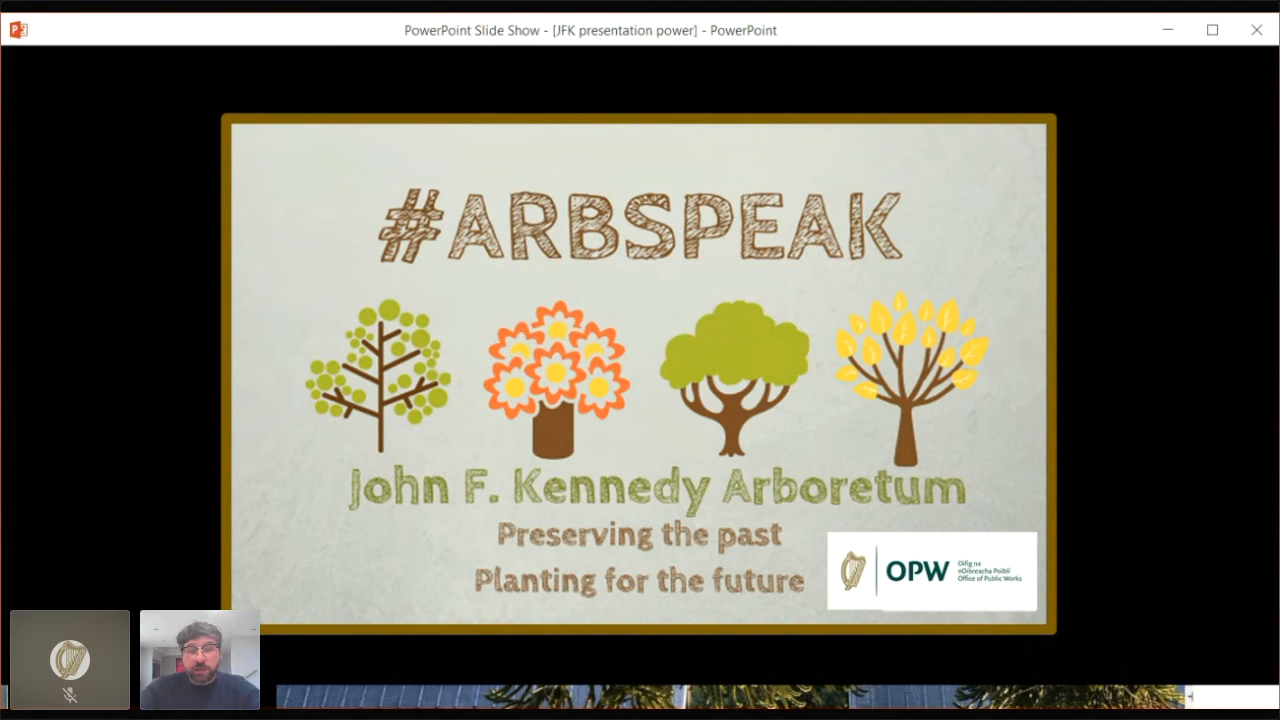 PowerPoint Slide Show - [JFK presentation power] - PowerPoint
#ARBSPEAK
John F. Kennedy Arboretum
Preserving the past
Planting for the future
OPW
Oifig na
nOibreacha Poiblí
Office of Public Works